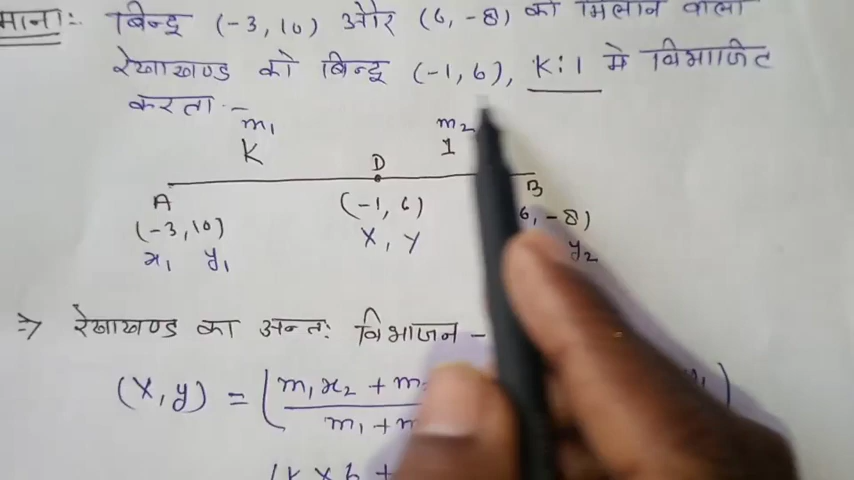 माना:- बिन्दू (-3, 10) और (6, -8) को मिलाने वाला
रेखाखण्ड को बिन्दू (-1, 6), K:1 मे विभाजित
करता -
m₁ m₂
K 1
A D B
(-3, 10) (-1, 6) 6, -8)
x₁ y₁ X, Y y₂
⇒ रेखाखण्ड का अन्त: विभाजन -
(X, y) = (m₁x₂ + m
m₁ + m
(K × 6 +